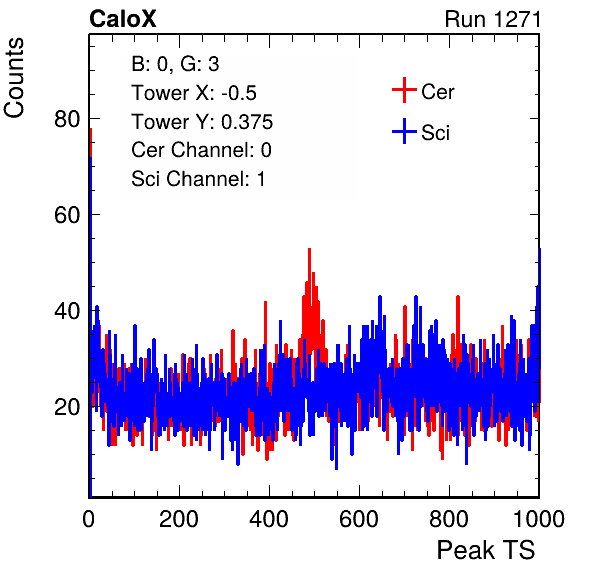 CaloX Run 1271
Counts
B: 0, G: 3
Tower X: -0.5
Tower Y: 0.375
Cer Channel: 0
Sci Channel: 1
Cer
Sci
80
60
40
20
0 200 400 600 800 1000
Peak TS